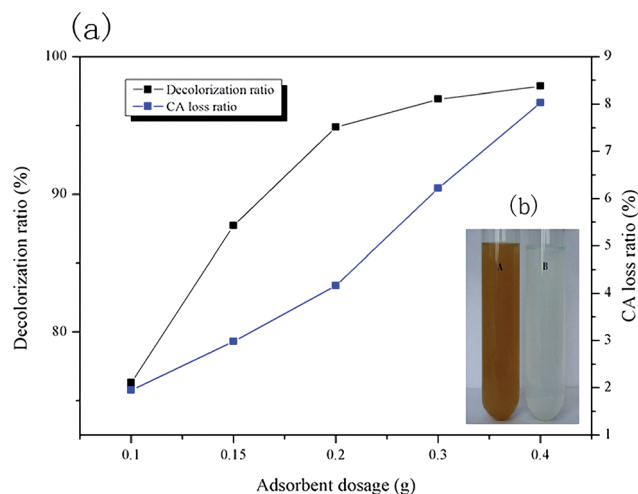 (a)
100
90
80
Decolorization ratio (%)
Decolorization ratio
CA loss ratio
9
8
7
6
5
4
3
2
1
CA loss ratio (%)
(b)
A
B
0.1 0.15 0.2 0.3 0.4
Adsorbent dosage (g)